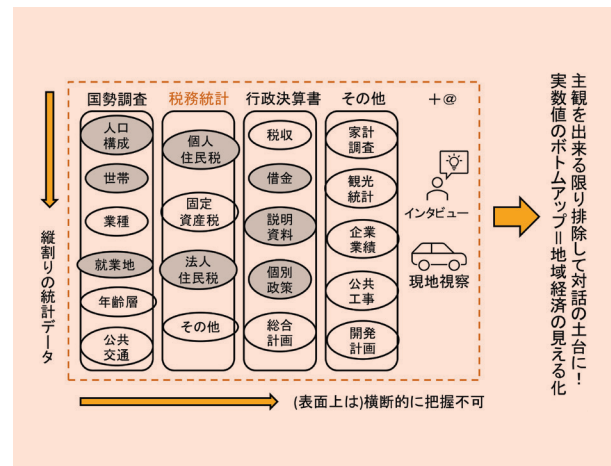 国勢調査
人口
構成
世帯
業種
就業地
年齢層
公共
交通
税務統計
個人
住民税
固定
資産税
法人
住民税
その他
行政決算書
税収
借金
説明
資料
個別
政策
総合
計画
その他
家計
調査
観光
統計
企業
業績
公共
工事
開発
計画
+@
インタビュー
現地視察
縦割りの統計データ
(表面上は)横断的に把握不可
主観を出来る限り排除して対話の土台に！
実数値のボトムアップ＝地域経済の見える化